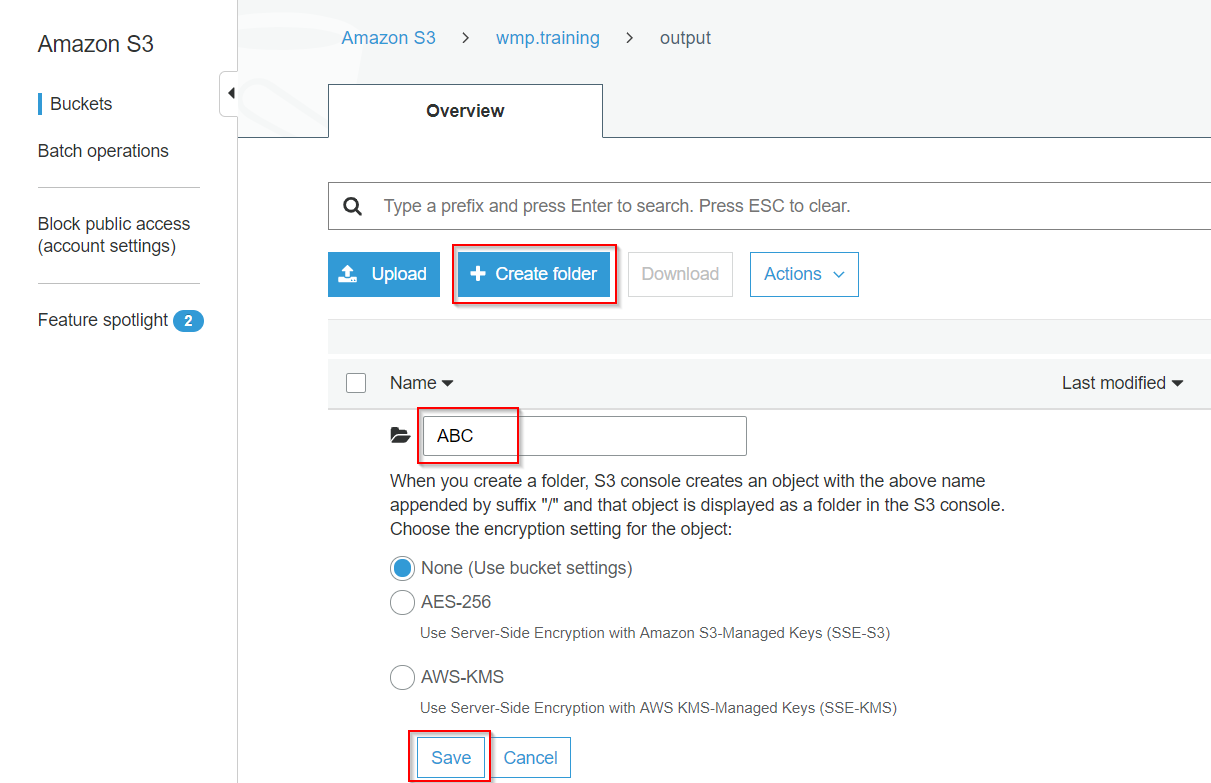 Amazon S3
Buckets
Batch operations
Block public access
(account settings)
Feature spotlight 2
Amazon S3 > wmp.training > output
Overview
Type a prefix and press Enter to search. Press ESC to clear.
Upload + Create folder Download Actions
Name Last modified
ABC
When you create a folder, S3 console creates an object with the above name
appended by suffix "/" and that object is displayed as a folder in the S3 console.
Choose the encryption setting for the object:
None (Use bucket settings)
AES-256
Use Server-Side Encryption with Amazon S3-Managed Keys (SSE-S3)
AWS-KMS
Use Server-Side Encryption with AWS KMS-Managed Keys (SSE-KMS)
Save Cancel